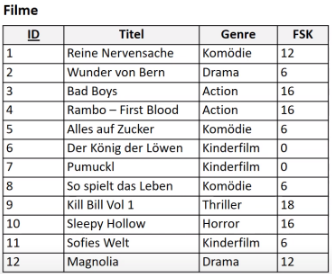 Filme
ID Titel Genre FSK
1 Reine Nervensache Komödie 12
2 Wunder von Bern Drama 6
3 Bad Boys Action 16
4 Rambo – First Blood Action 16
5 Alles auf Zucker Komödie 6
6 Der König der Löwen Kinderfilm 0
7 Pumuckl Kinderfilm 0
8 So spielt das Leben Komödie 6
9 Kill Bill Vol 1 Thriller 18
10 Sleepy Hollow Horror 16
11 Sofies Welt Kinderfilm 6
12 Magnolia Drama 12